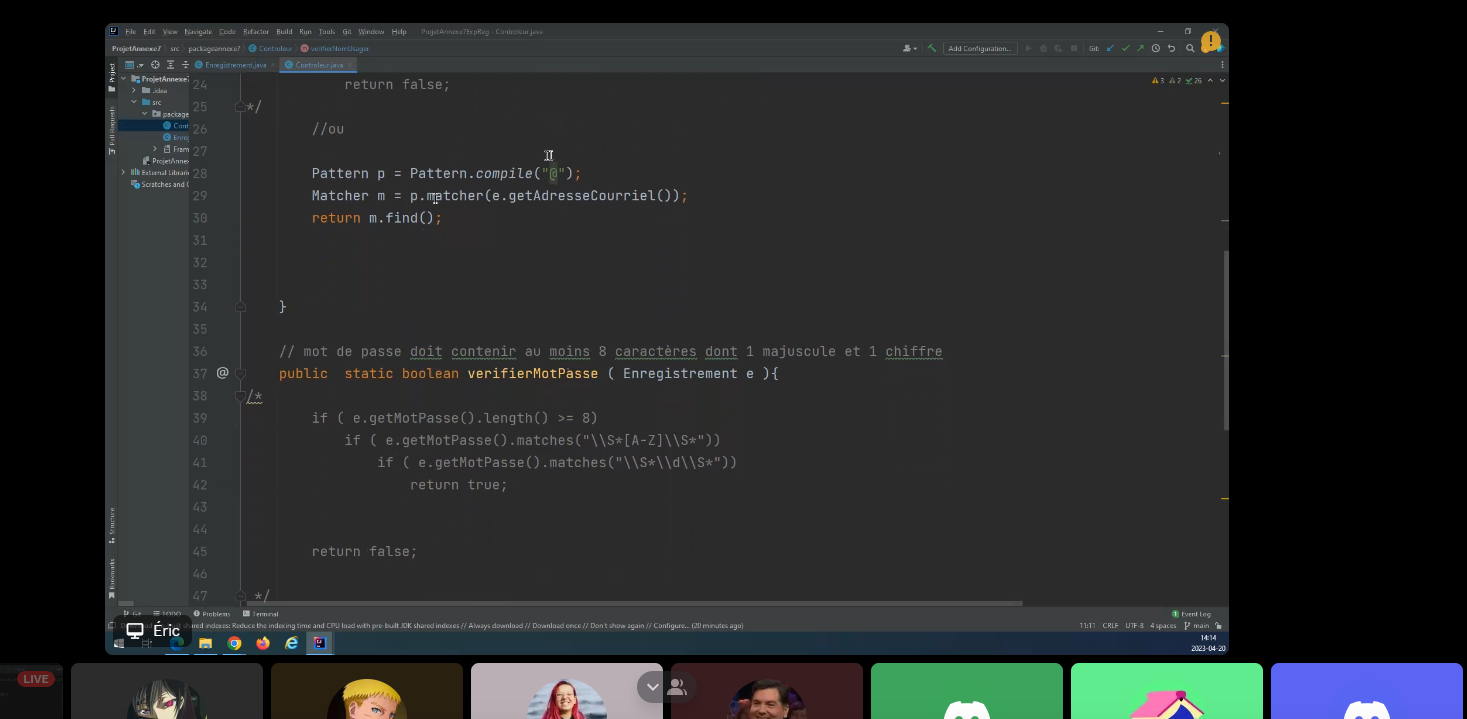 File Edit View Navigate Code Refactor Build Run Tools Git Window Help ProjetAnnexe7ExpReg - Controleur.java
ProjetAnnexe7 src packageannexe7 Controleur verifierNomUsager Add Configuration... Git:
Project Enregistrement.java Controleur.java
ProjetAnnexe7
.idea
src
package
Cont
Enre
Fram
ProjetAnnex
External Librari
Scratches and C
Pull Requests
Structure
Bookmarks
3 2 26
24 return false;
25 */
26 //ou
27
28 Pattern p = Pattern.compile("@");
29 Matcher m = p.matcher(e.getAdresseCourriel());
30 return m.find();
31
32
33
34 }
35
36 // mot de passe doit contenir au moins 8 caractères dont 1 majuscule et 1 chiffre
37 @ public static boolean verifierMotPasse ( Enregistrement e ){
38 /*
39 if ( e.getMotPasse().length() >= 8)
40 if ( e.getMotPasse().matches("\\S*[A-Z]\\S*"))
41 if ( e.getMotPasse().matches("\\S*\\d\\S*"))
42 return true;
43
44
45 return false;
46
47 */
Git TODO Problems Terminal 1 Event Log
shared indexes: Reduce the indexing time and CPU load with pre-built JDK shared indexes // Always download // Download once // Don't show again // Configure... (20 minutes ago) 11:11 CRLF UTF-8 4 spaces main
Éric
14:14
2023-04-20
LIVE